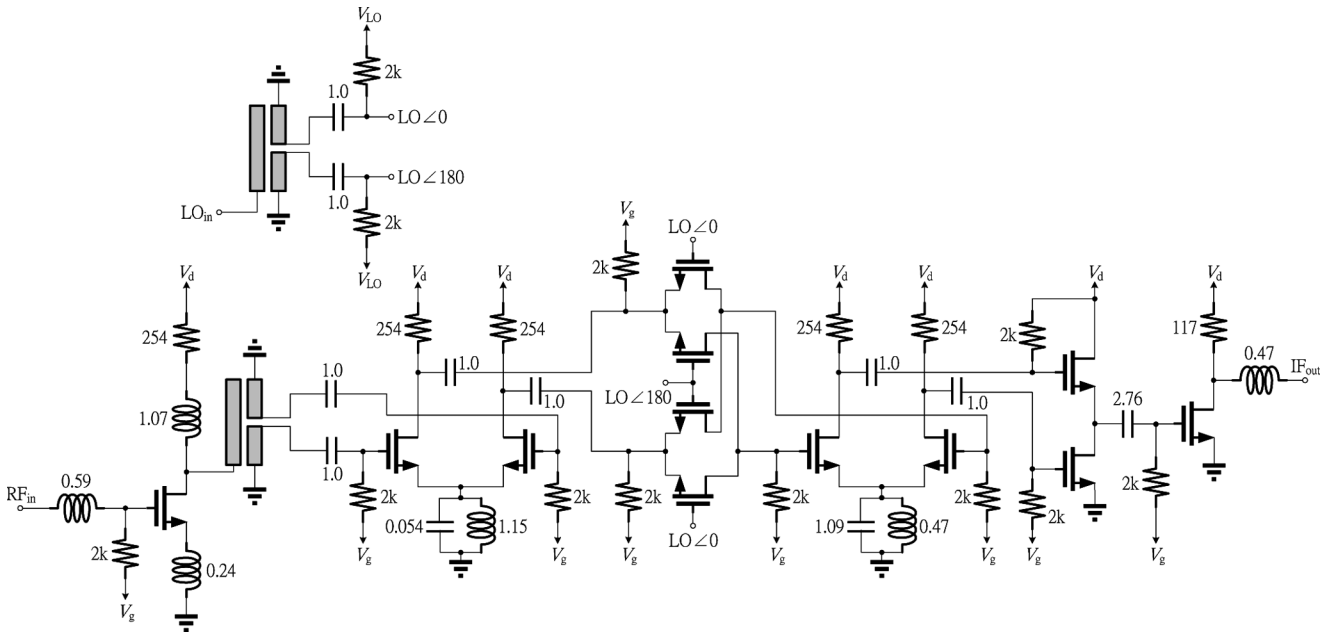 V_LO
2k
1.0
LO∠0
LO∠180
1.0
2k
LO_in
V_LO
V_g
LO∠0
2k
V_d
V_d
V_d
V_d
V_d
V_d
V_d
254
254
254
254
254
2k
117
0.47
IF_out
1.0
1.0
1.0
1.0
1.0
LO∠180
1.0
2.76
1.07
1.0
RF_in
0.59
2k
2k
2k
2k
2k
2k
2k
2k
0.054
1.15
1.09
0.47
0.24
V_g
V_g
V_g
V_g
LO∠0
V_g
V_g
V_g
V_g
V_g